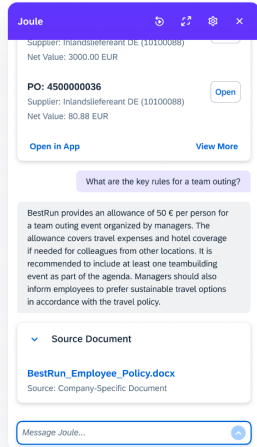 Joule
Supplier: Inlandsliefereant DE (10100088)
Net Value: 3000.00 EUR
PO: 4500000036
Open
Supplier: Inlandsliefereant DE (10100088)
Net Value: 80.88 EUR
Open in App
View More
What are the key rules for a team outing?
BestRun provides an allowance of 50 € per person for
a team outing event organized by managers. The
allowance covers travel expenses and hotel coverage
if needed for colleagues from other locations. It is
recommended to include at least one teambuilding
event as part of the agenda. Managers should also
inform employees to prefer sustainable travel options
in accordance with the travel policy.
Source Document
BestRun_Employee_Policy.docx
Source: Company-Specific Document
Message Joule...